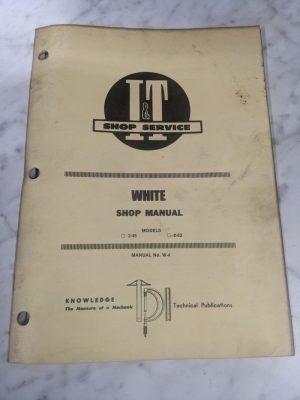 I&T
SHOP SERVICE
WHITE
SHOP MANUAL
MODELS
2-45 2-62
MANUAL No. W-4
KNOWLEDGE
The Measure of a Mechanic
Technical Publications